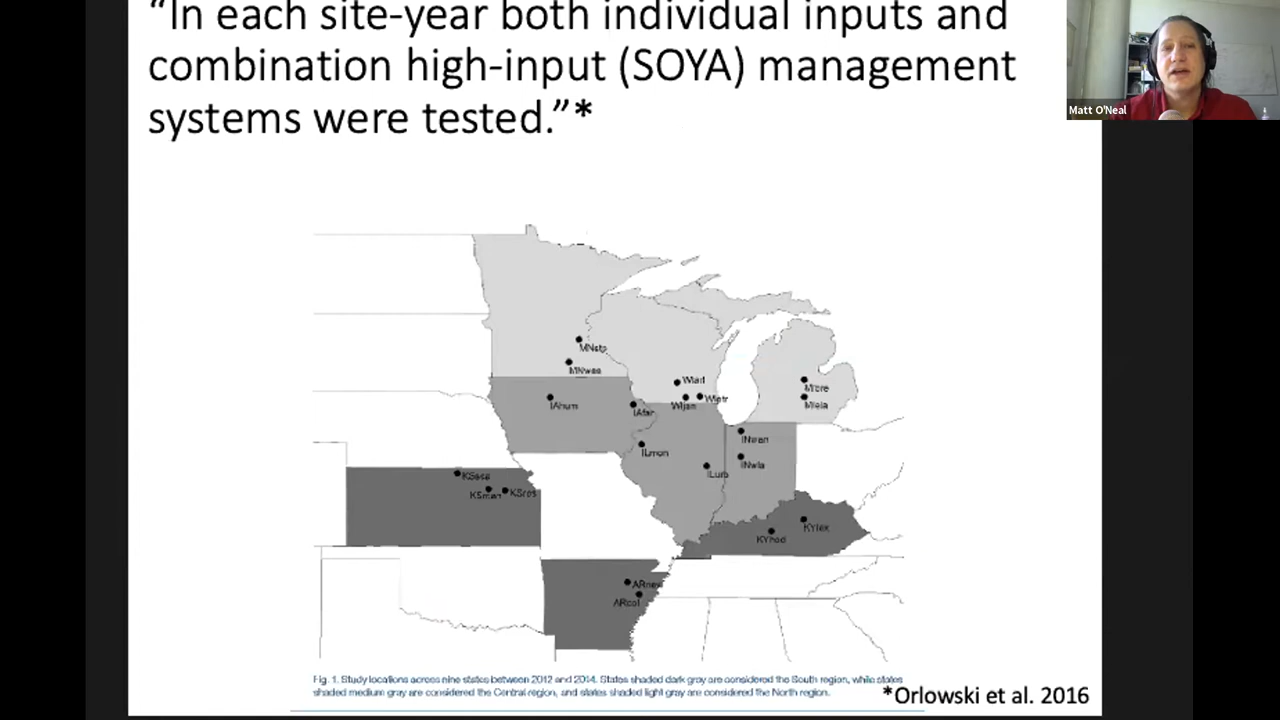 “In each site-year both individual inputs and
combination high-input (SOYA) management
systems were tested.”*
Matt O'Neal
MNstp
MNwas
WIarl
MIbre
IAhum
IAfair
WIjan
MIela
ILmon
INwan
ILurb
INwla
KSman
KSros
KYlex
KYhod
ARnew
ARcol
Fig. 1. Study locations across nine states between 2012 and 2014. States shaded dark gray are considered the South region, while states
shaded medium gray are considered the Central region, and states shaded light gray are considered the North region.
*Orlowski et al. 2016